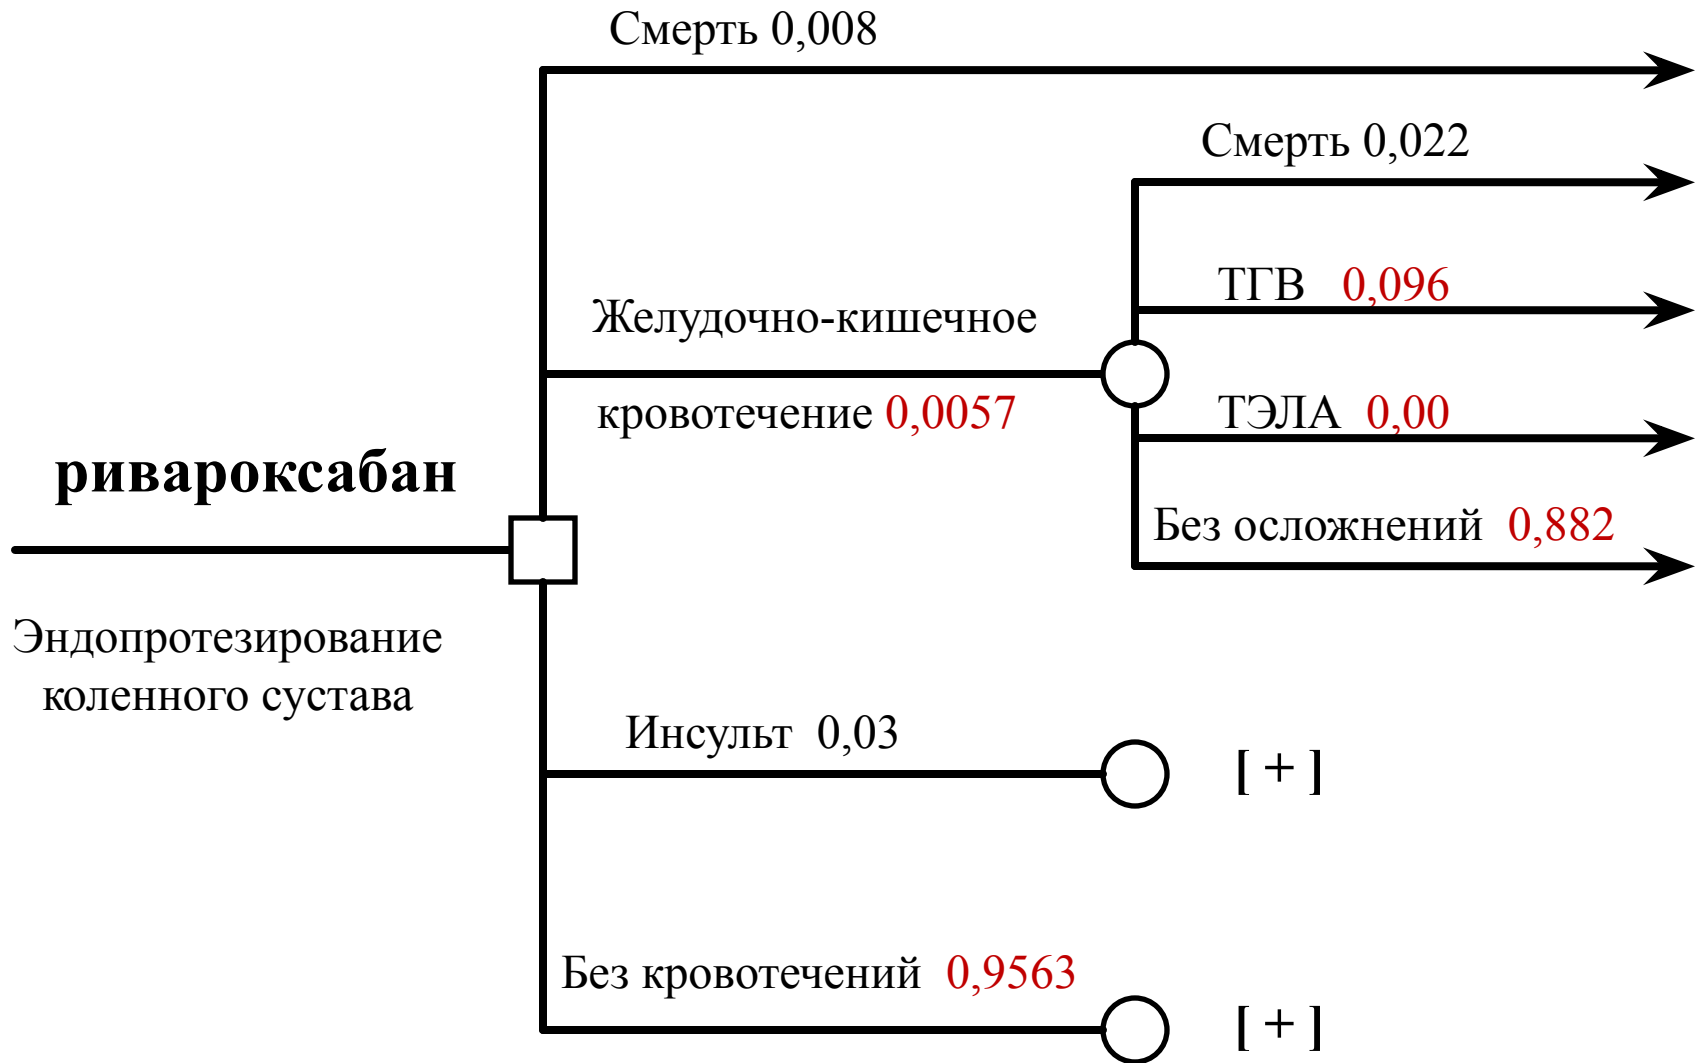 Смерть 0,008
Смерть 0,022
ТГВ 0,096
Желудочно-кишечное
кровотечение 0,0057
ТЭЛА 0,00
ривароксабан
Без осложнений 0,882
Эндопротезирование
коленного сустава
Инсульт 0,03
[ + ]
Без кровотечений 0,9563
[ + ]